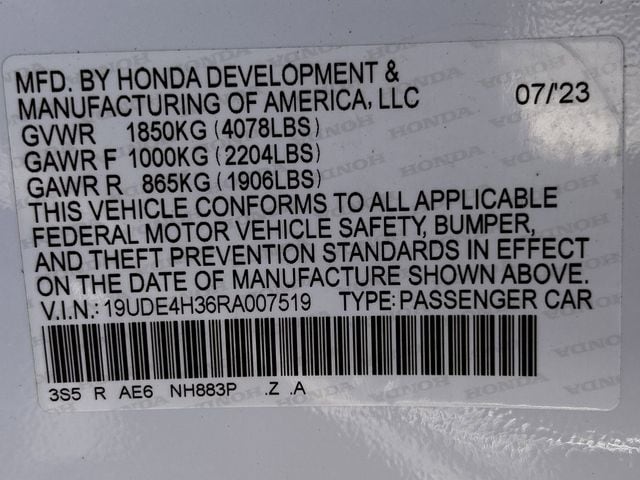 MFD. BY HONDA DEVELOPMENT &
MANUFACTURING OF AMERICA, LLC 07/'23
GVWR 1850KG (4078LBS)
GAWR F 1000KG (2204LBS)
GAWR R 865KG (1906LBS)
THIS VEHICLE CONFORMS TO ALL APPLICABLE
FEDERAL MOTOR VEHICLE SAFETY, BUMPER,
AND THEFT PREVENTION STANDARDS IN EFFECT
ON THE DATE OF MANUFACTURE SHOWN ABOVE.
V.I.N.: 19UDE4H36RA007519 TYPE: PASSENGER CAR
3S5 R AE6 NH883P .Z .A